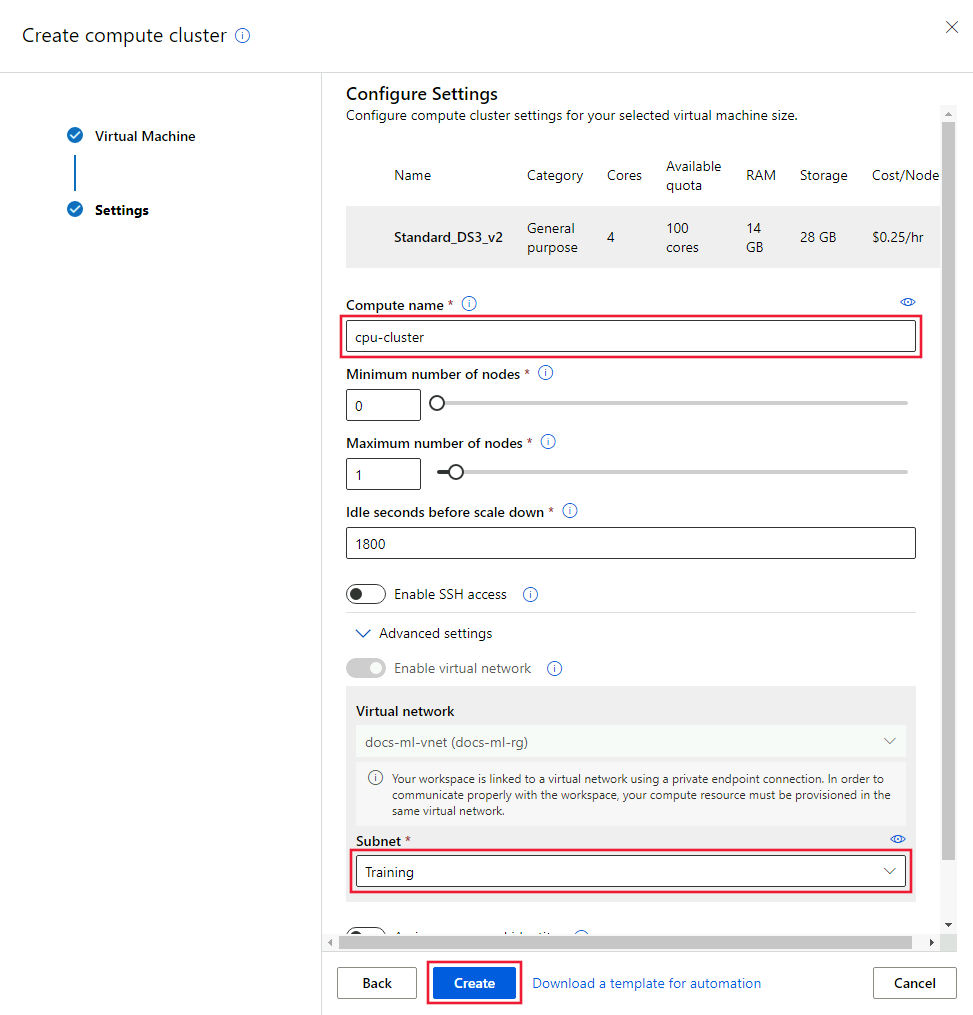 Create compute cluster
Virtual Machine
Settings
Configure Settings
Configure compute cluster settings for your selected virtual machine size.
Name Category Cores Available quota RAM Storage Cost/Node
Standard_DS3_v2 General purpose 4 100 cores 14 GB 28 GB $0.25/hr
Compute name *
cpu-cluster
Minimum number of nodes *
0
Maximum number of nodes *
1
Idle seconds before scale down *
1800
Enable SSH access
Advanced settings
Enable virtual network
Virtual network
docs-ml-vnet (docs-ml-rg)
Your workspace is linked to a virtual network using a private endpoint connection. In order to
communicate properly with the workspace, your compute resource must be provisioned in the
same virtual network.
Subnet *
Training
Back
Create
Download a template for automation
Cancel